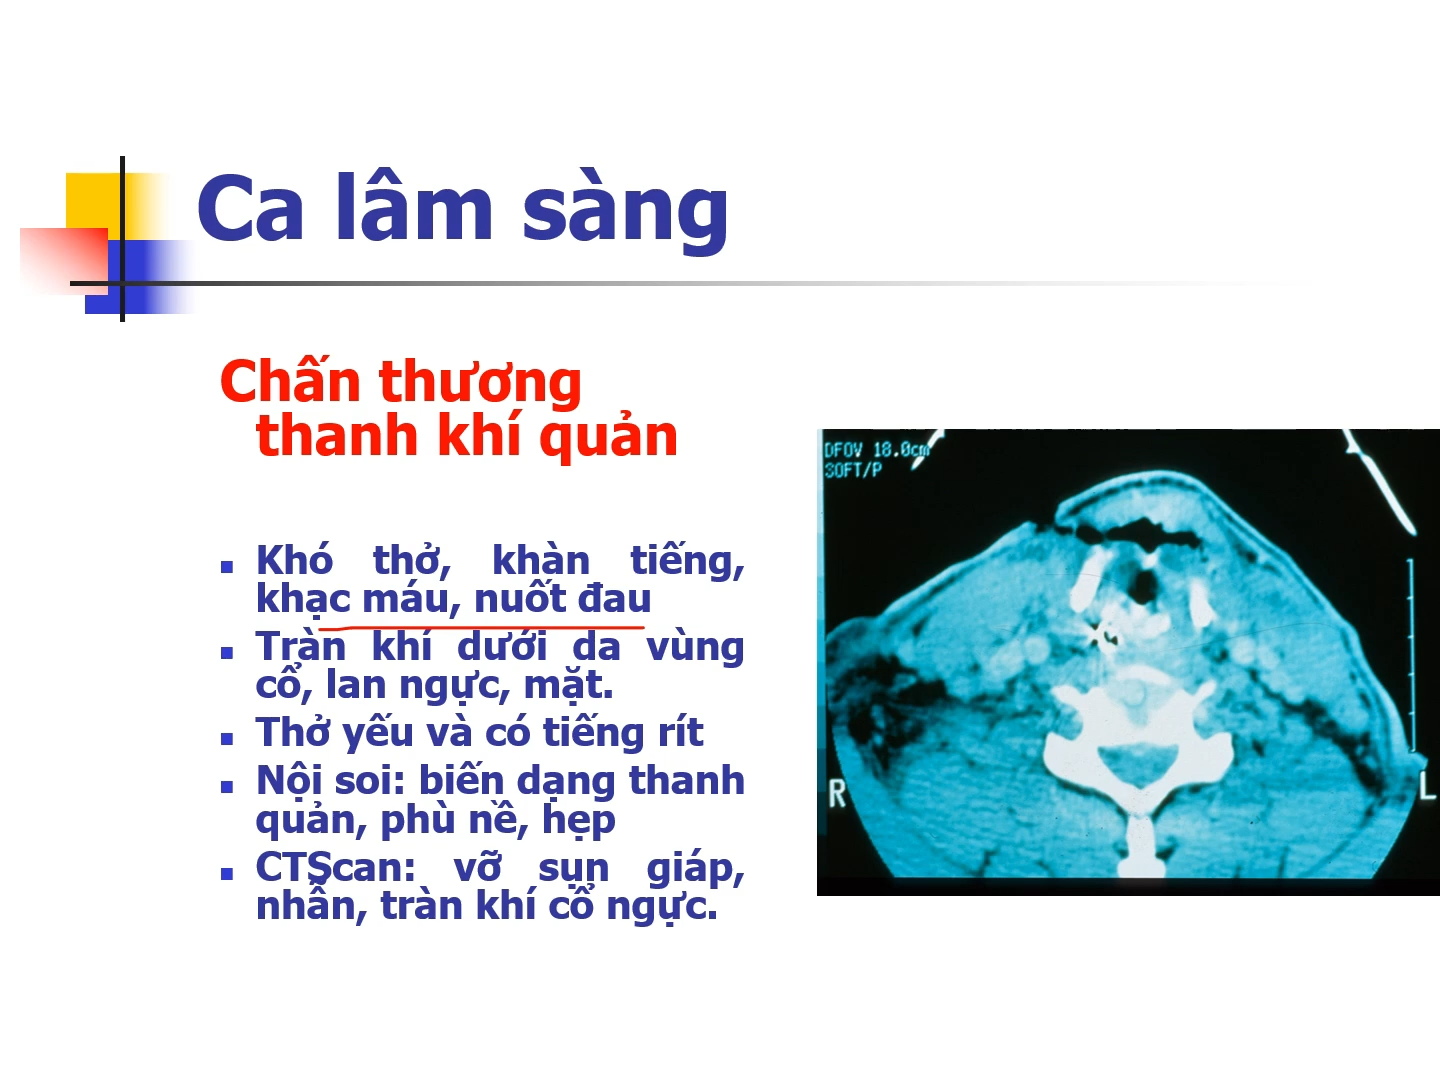 Ca lâm sàng
Chấn thương
thanh khí quản
Khó thở, khàn tiếng,
khạc máu, nuốt đau
Tràn khí dưới da vùng
cổ, lan ngực, mặt.
Thở yếu và có tiếng rít
Nội soi: biến dạng thanh
quản, phù nề, hẹp
CTScan: vỡ sụn giáp,
nhẫn, tràn khí cổ ngực.
DFOV 18.0cm
SOFT/P
R
L